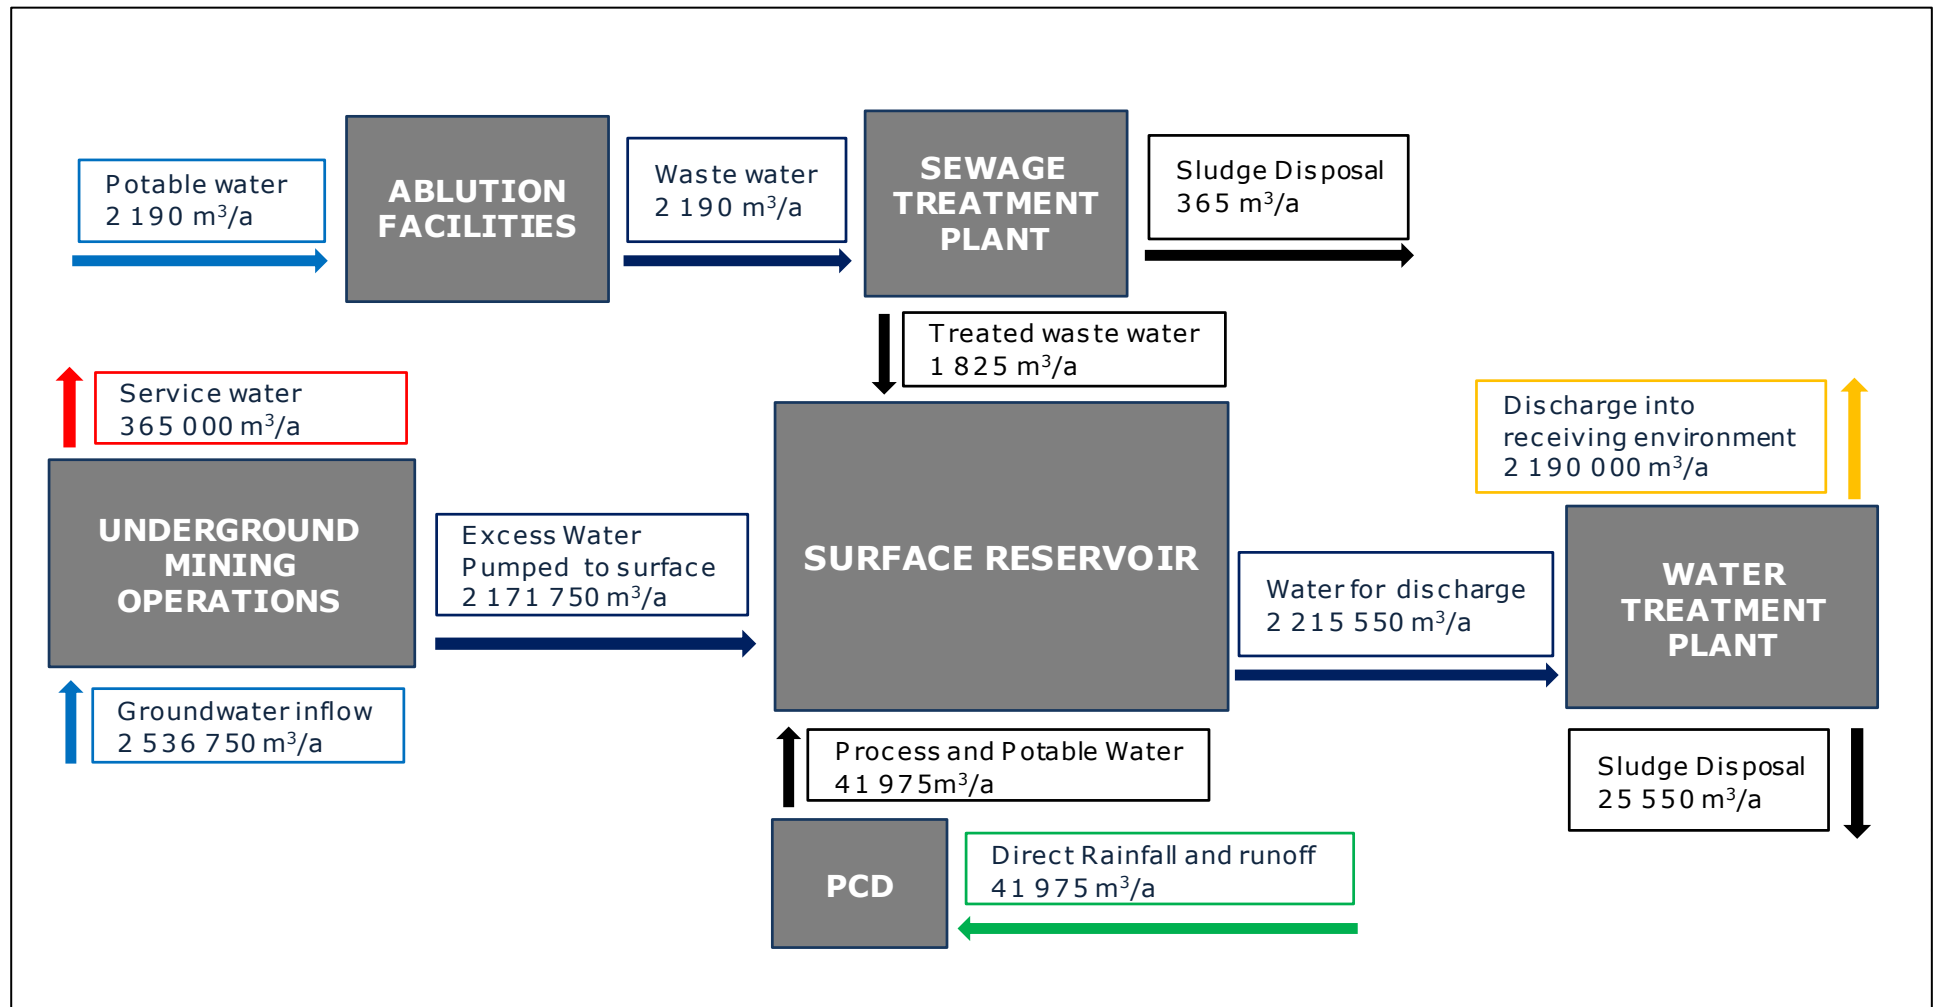 Potable water
2 190 m³/a
ABLUTION
FACILITIES
Waste water
2 190 m³/a
SEWAGE
TREATMENT
PLANT
Sludge Disposal
365 m³/a
Treated waste water
1 825 m³/a
Service water
365 000 m³/a
UNDERGROUND
MINING
OPERATIONS
Groundwater inflow
2 536 750 m³/a
Excess Water
Pumped to surface
2 171 750 m³/a
SURFACE RESERVOIR
Process and Potable Water
41 975m³/a
PCD
Direct Rainfall and runoff
41 975 m³/a
Water for discharge
2 215 550 m³/a
Discharge into
receiving environment
2 190 000 m³/a
WATER
TREATMENT
PLANT
Sludge Disposal
25 550 m³/a